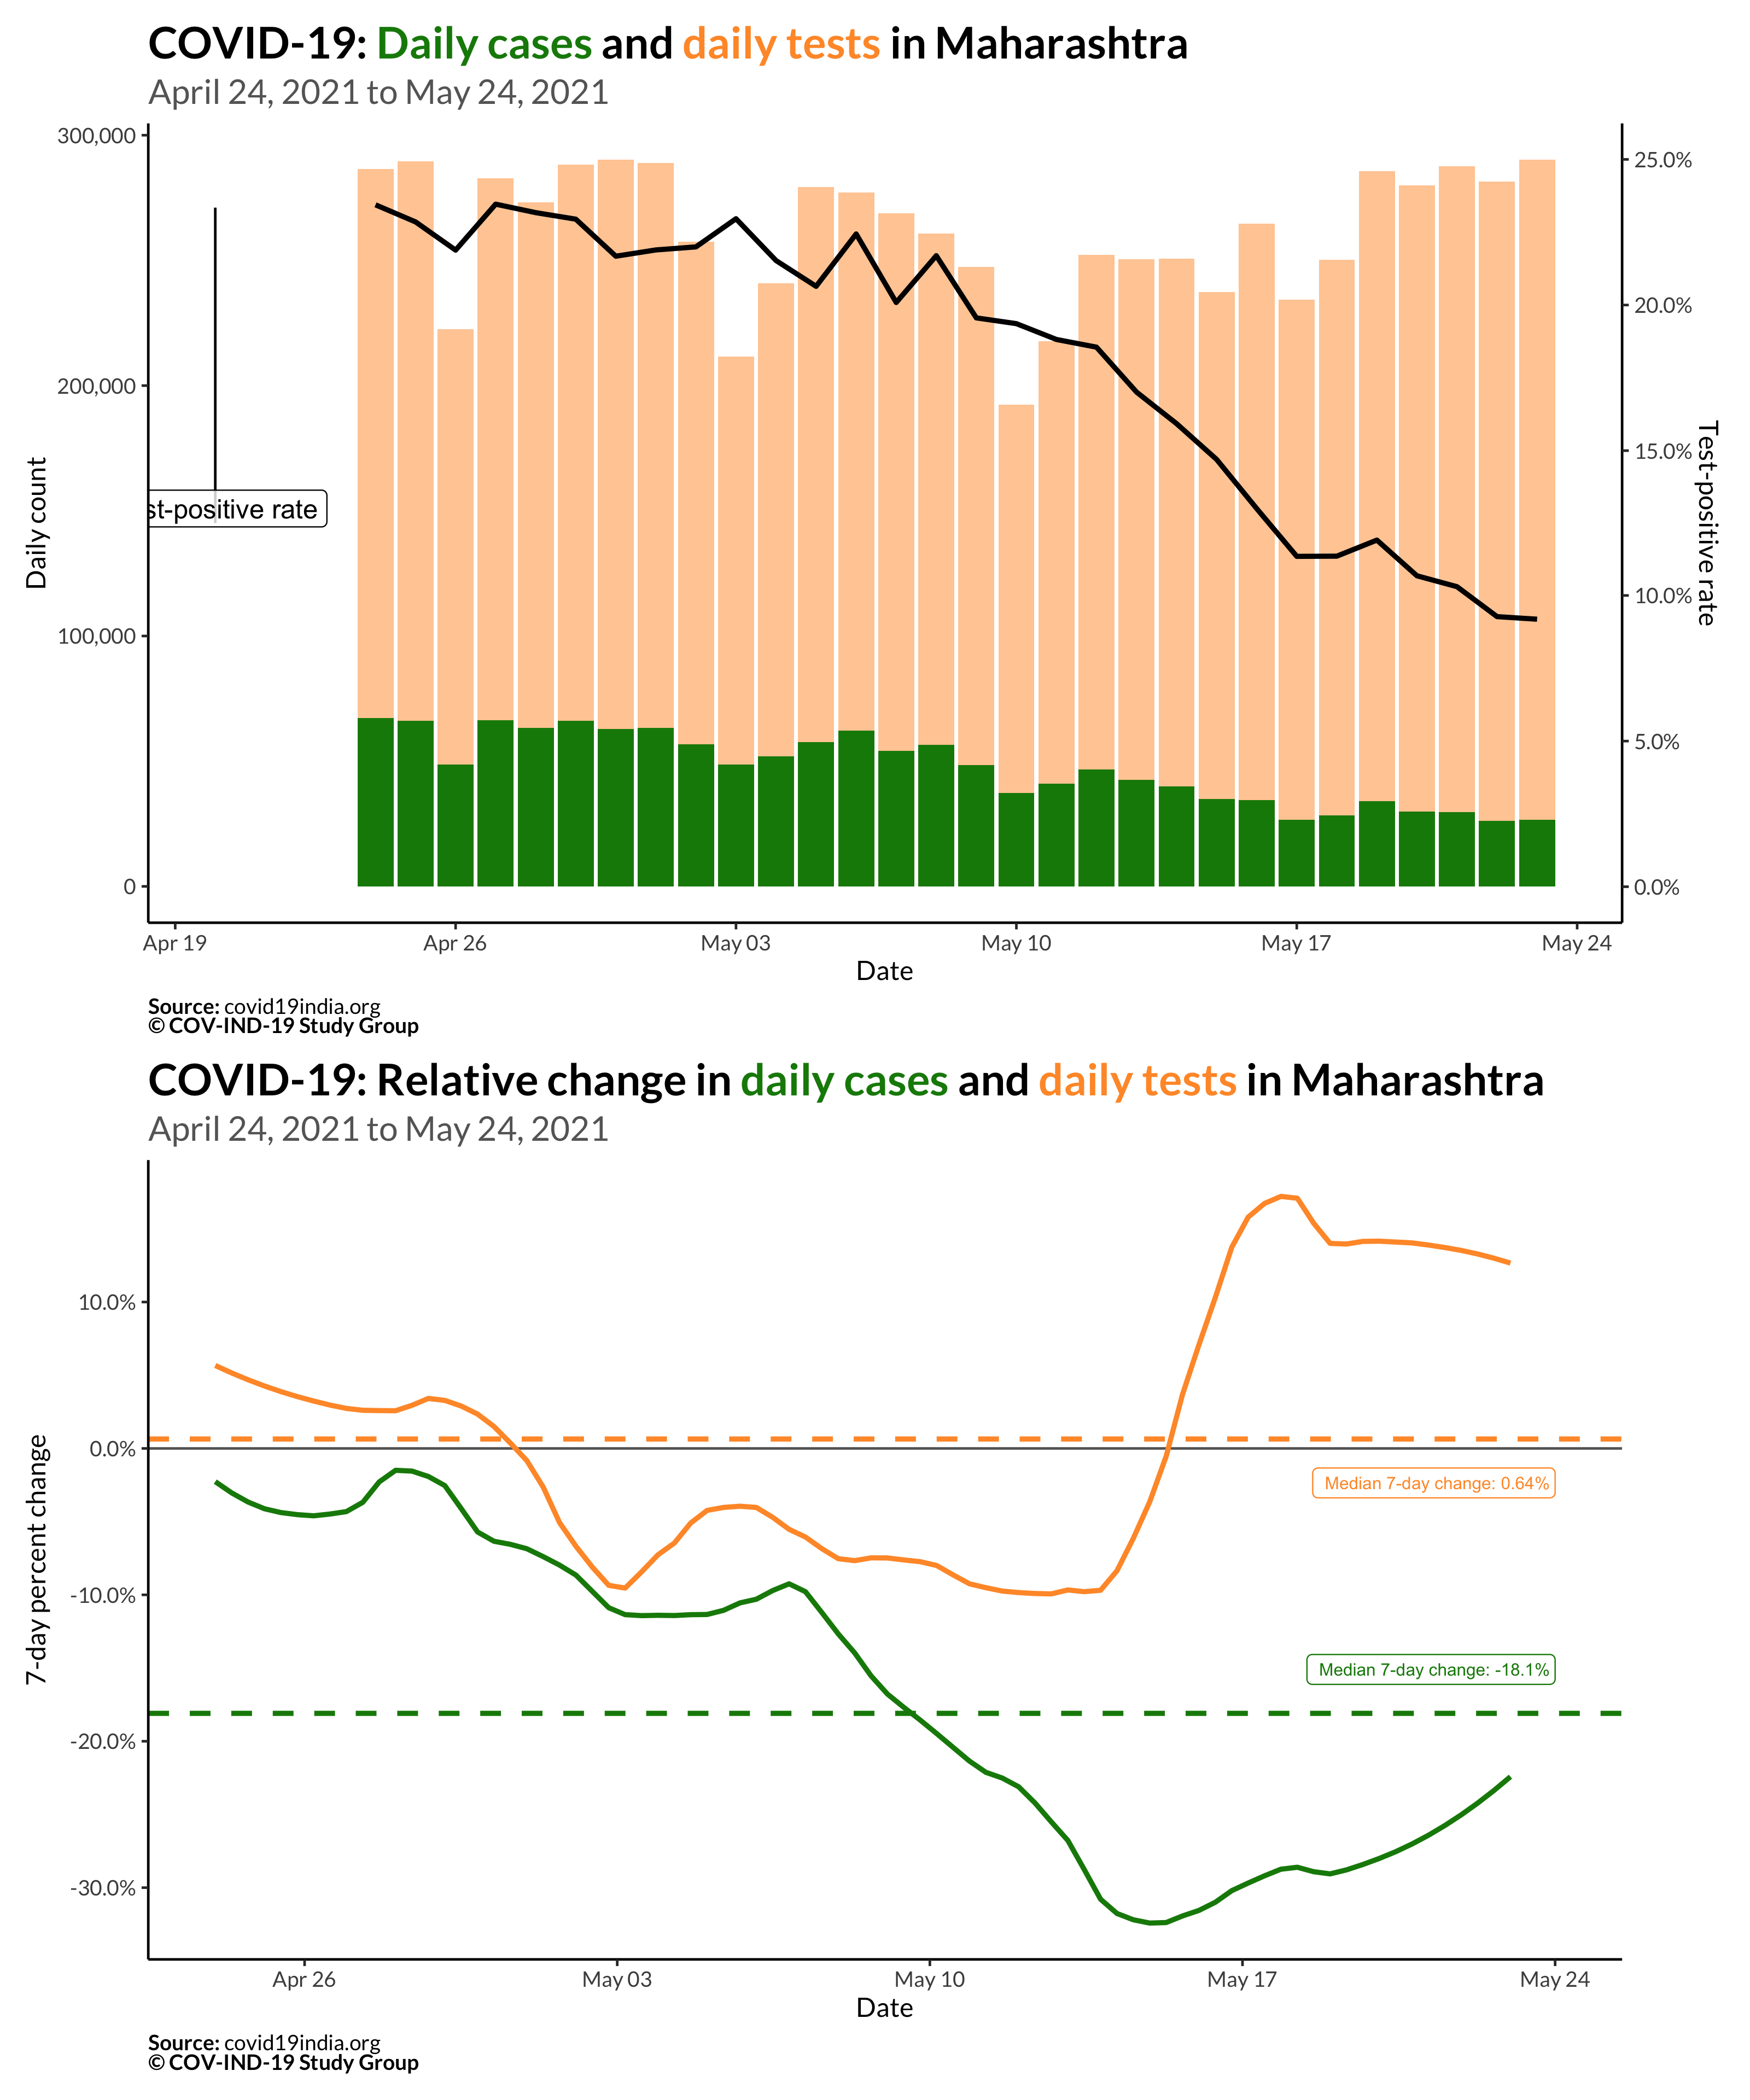 COVID-19: Daily cases and daily tests in Maharashtra
April 24, 2021 to May 24, 2021
300,000
200,000
100,000
0
Daily count
st-positive rate
25.0%
20.0%
15.0%
10.0%
5.0%
0.0%
Test-positive rate
Apr 19
Apr 26
May 03
May 10
May 17
May 24
Date
Source: covid19india.org
© COV-IND-19 Study Group
COVID-19: Relative change in daily cases and daily tests in Maharashtra
April 24, 2021 to May 24, 2021
10.0%
0.0%
-10.0%
-20.0%
-30.0%
7-day percent change
Median 7-day change: 0.64%
Median 7-day change: -18.1%
Apr 26
May 03
May 10
May 17
May 24
Date
Source: covid19india.org
© COV-IND-19 Study Group